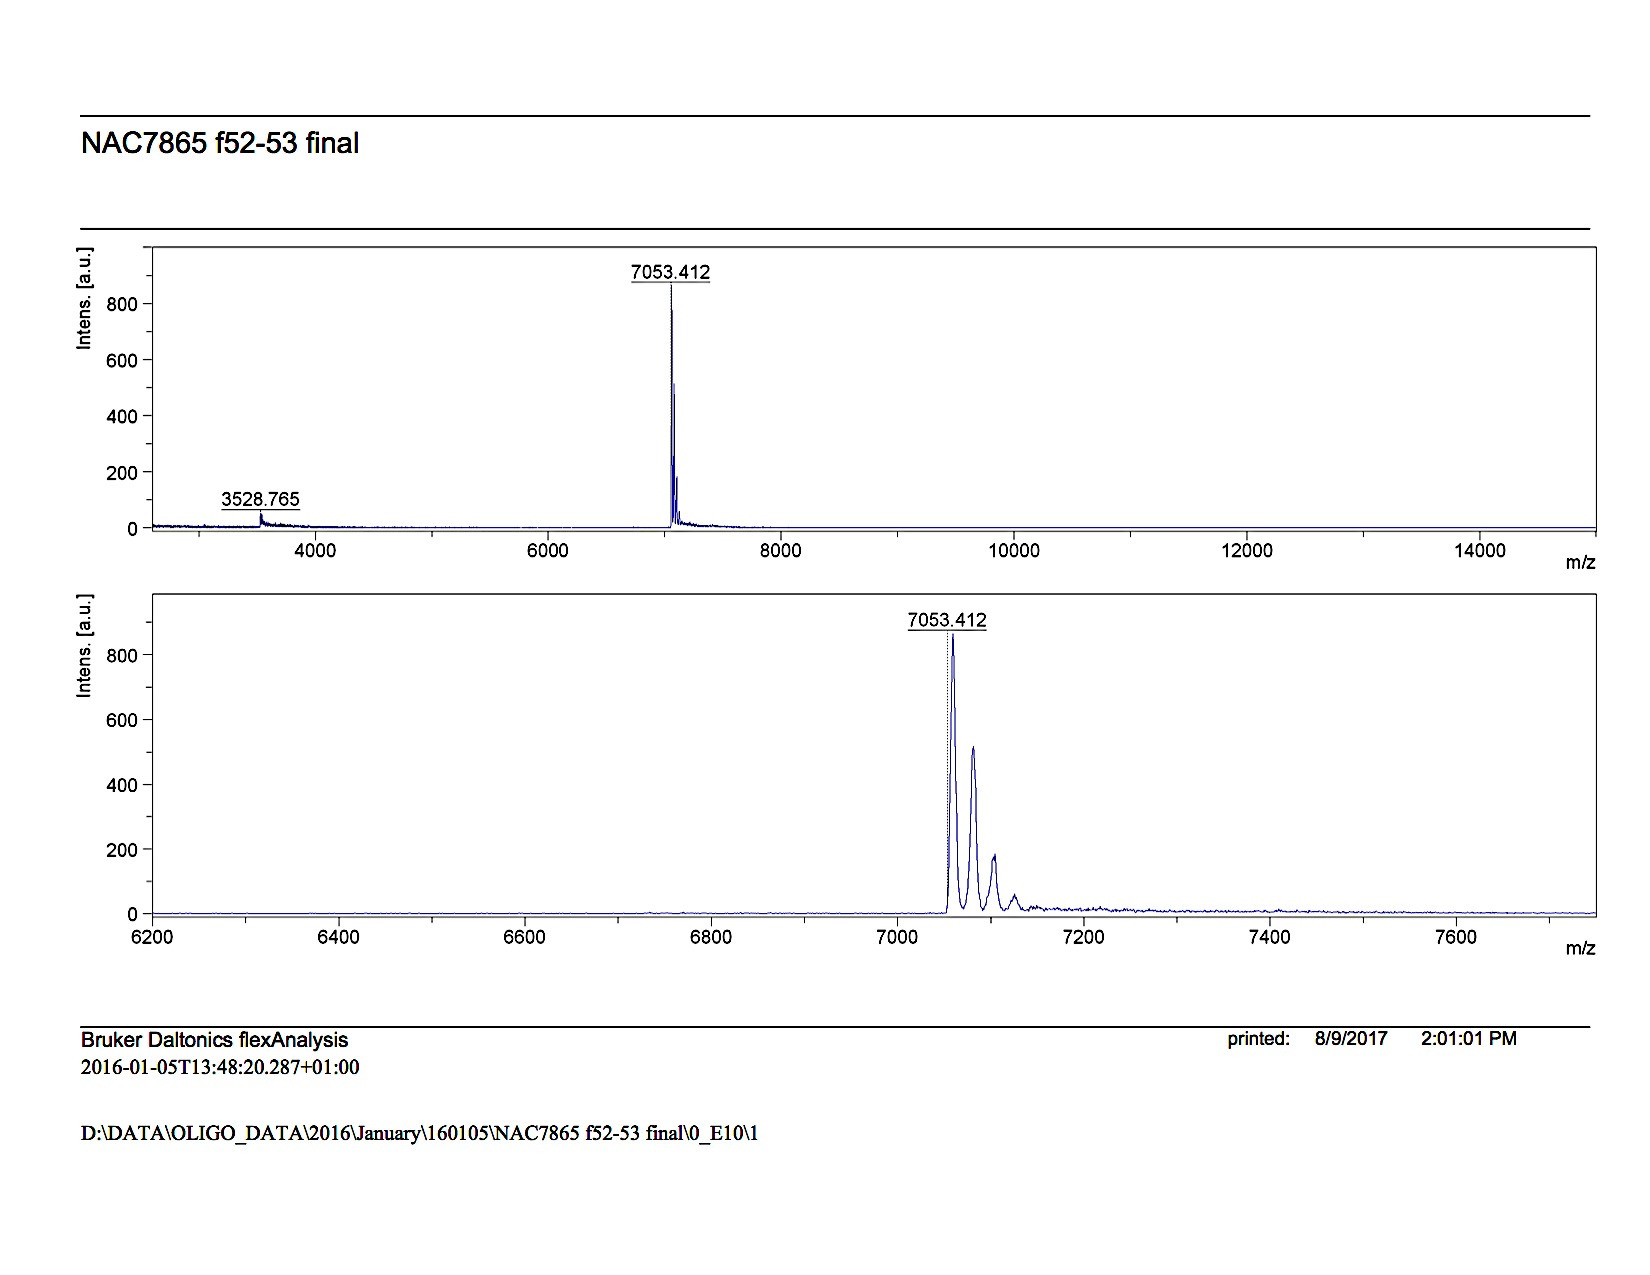 NAC7865 f52-53 final
Intens. [a.u.]
7053.412
800
600
400
200
3528.765
0
4000 6000 8000 10000 12000 14000
m/z
Intens. [a.u.]
7053.412
800
600
400
200
0
6200 6400 6600 6800 7000 7200 7400 7600
m/z
Bruker Daltonics flexAnalysis printed: 8/9/2017 2:01:01 PM
2016-01-05T13:48:20.287+01:00
D:\DATA\OLIGO_DATA\2016\January\160105\NAC7865 f52-53 final\0_E10\1